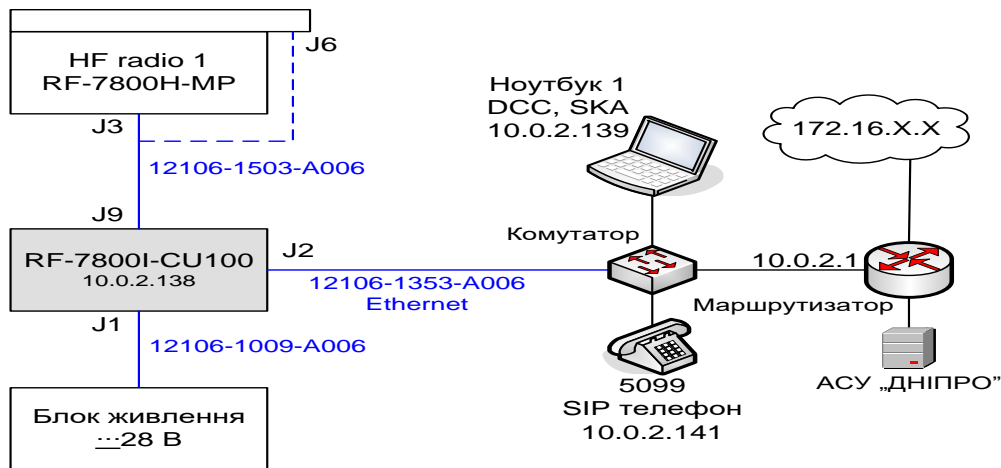 HF radio 1
RF-7800H-MP
J6
J3
12106-1503-A006
J9
RF-7800I-CU100
10.0.2.138
J2
12106-1353-A006
Ethernet
J1
12106-1009-A006
Блок живлення
28 В
Ноутбук 1
DCC, SKA
10.0.2.139
Комутатор
5099
SIP телефон
10.0.2.141
172.16.X.X
10.0.2.1
Маршрутизатор
АСУ „ДНІПРО”